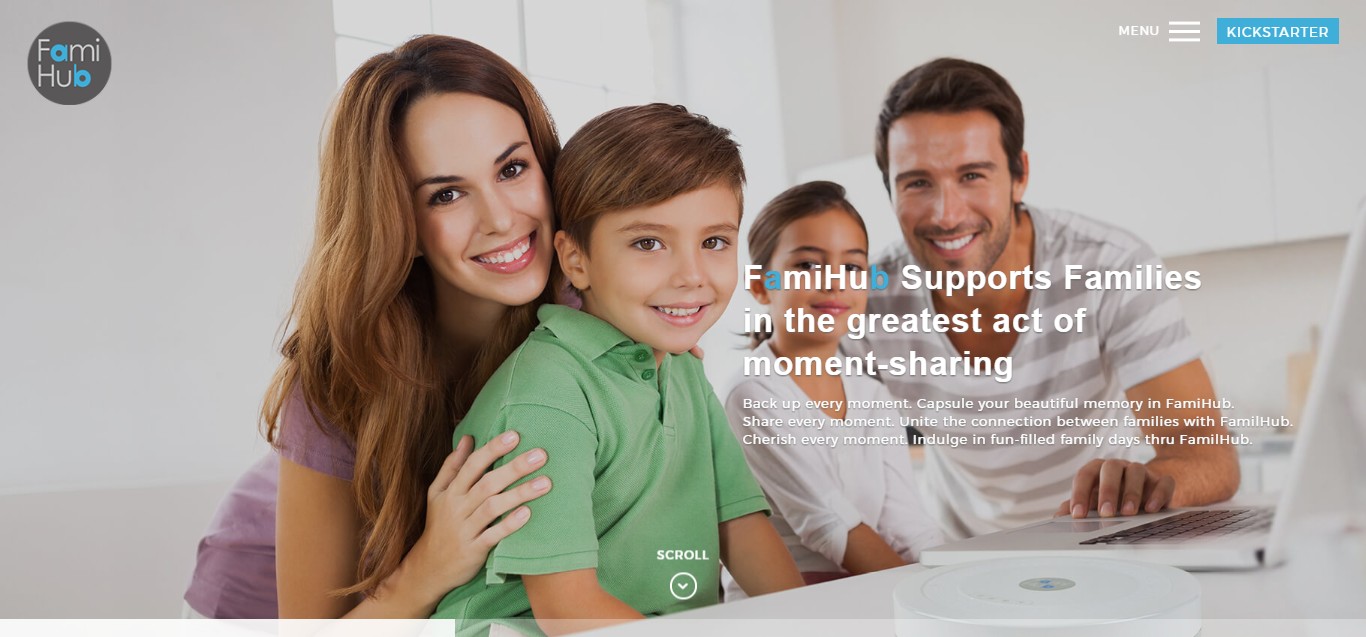 Fami
Hub
MENU
KICKSTARTER
FamiHub Supports Families
in the greatest act of
moment-sharing
Back up every moment. Capsule your beautiful memory in FamiHub.
Share every moment. Unite the connection between families with FamilHub.
Cherish every moment. Indulge in fun-filled family days thru FamilHub.
SCROLL